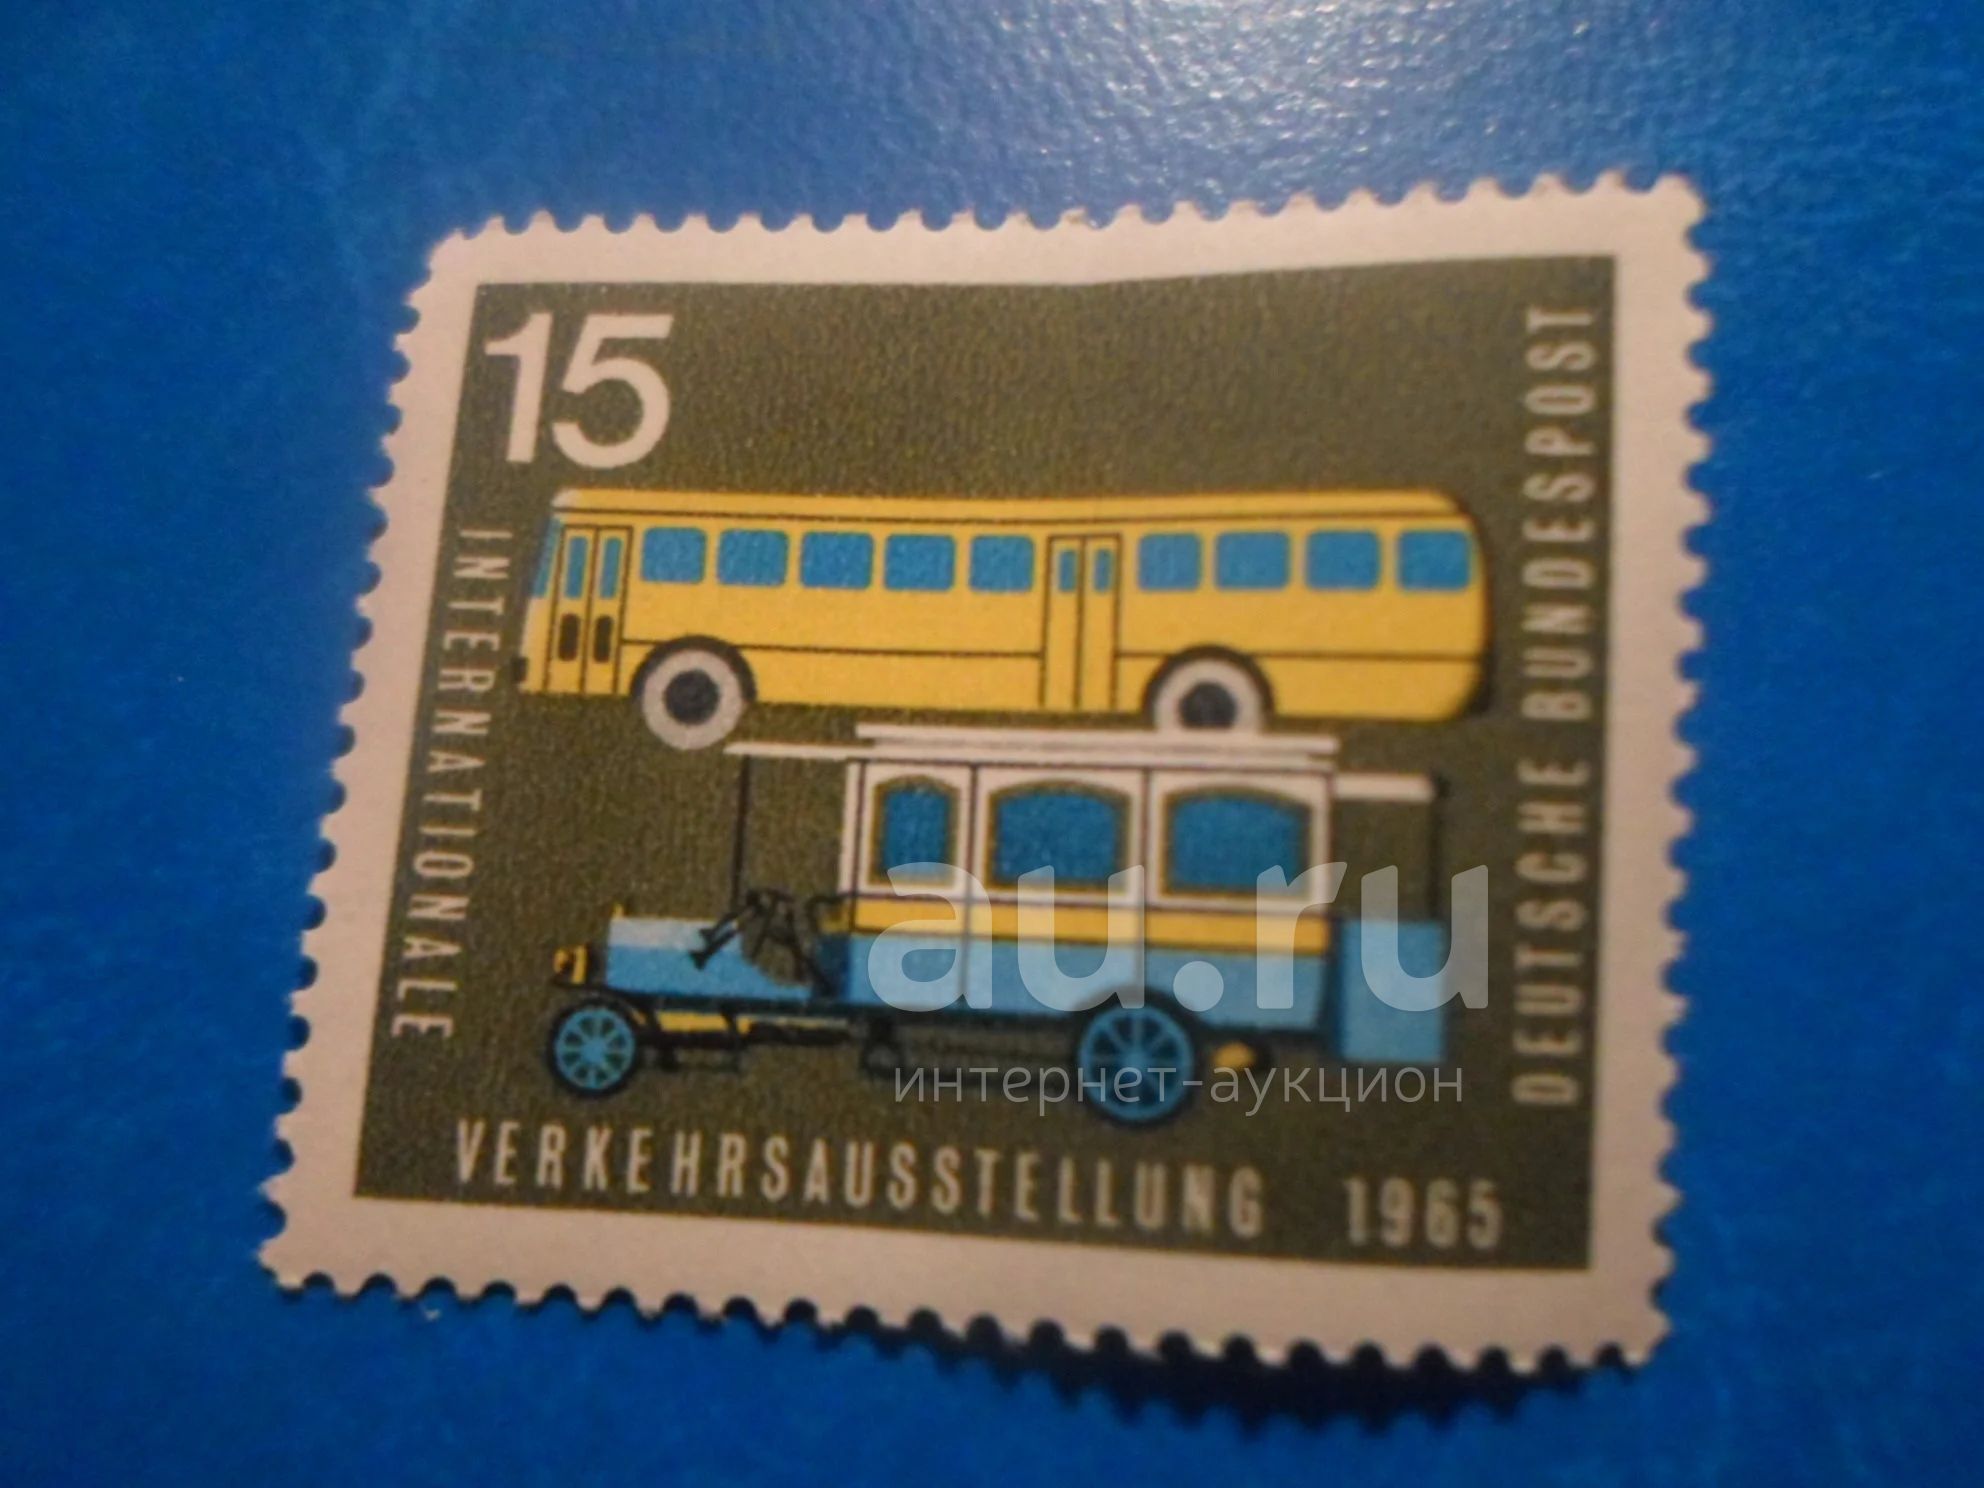 15
INTERNATIONALE
VERKEHRSAUSSTELLUNG 1965
DEUTSCHE BUNDESPOST
au.ru
интернет-аукцион